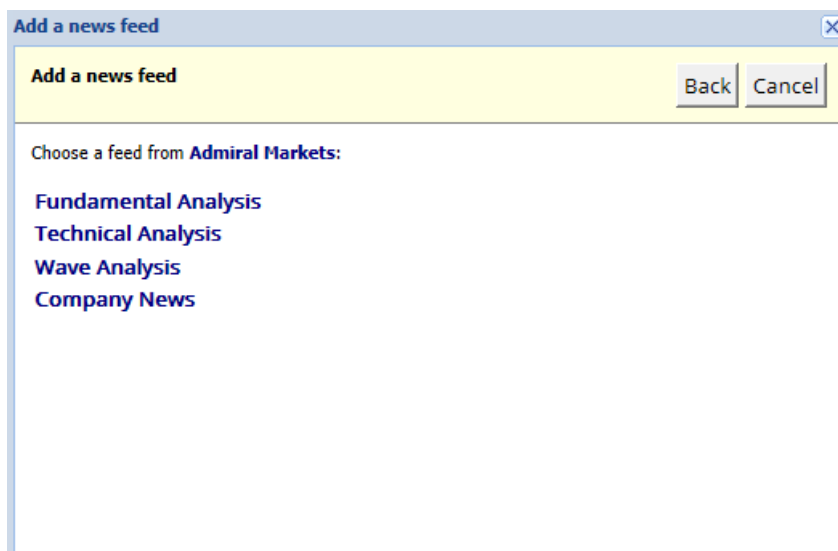 Add a news feed
Add a news feed
Back Cancel
Choose a feed from Admiral Markets:
Fundamental Analysis
Technical Analysis
Wave Analysis
Company News